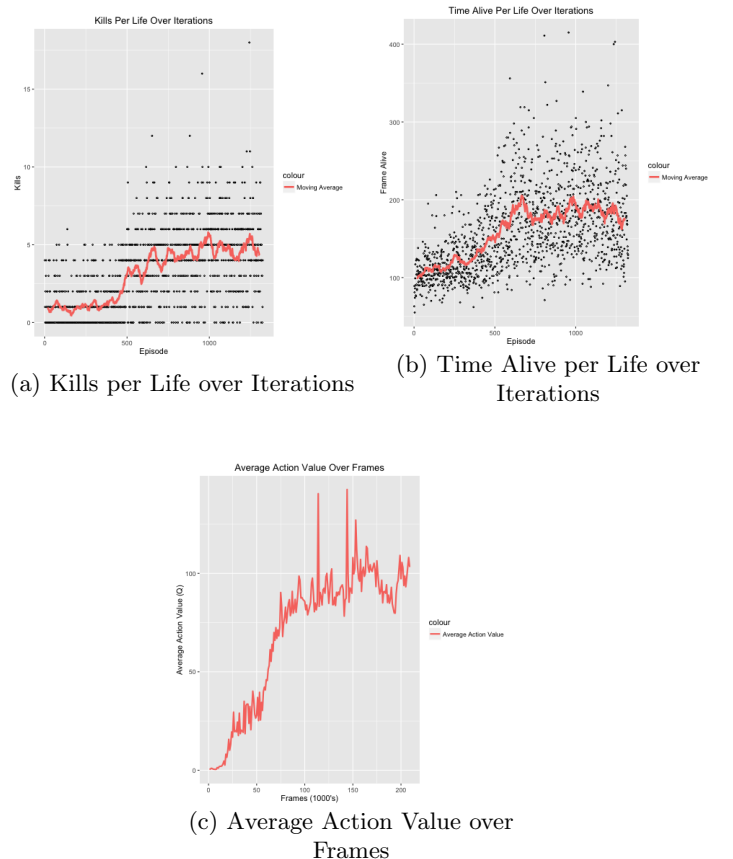 Kills Per Life Over Iterations
15
10
5
0
Kills
0 500 1000
Episode
colour
Moving Average
(a) Kills per Life over Iterations
Time Alive Per Life Over Iterations
400
300
200
100
Frame Alive
0 500 1000
Episode
colour
Moving Average
(b) Time Alive per Life over
Iterations
Average Action Value Over Frames
100
50
0
Average Action Value (Q)
0 50 100 150 200
Frames (1000's)
colour
Average Action Value
(c) Average Action Value over
Frames